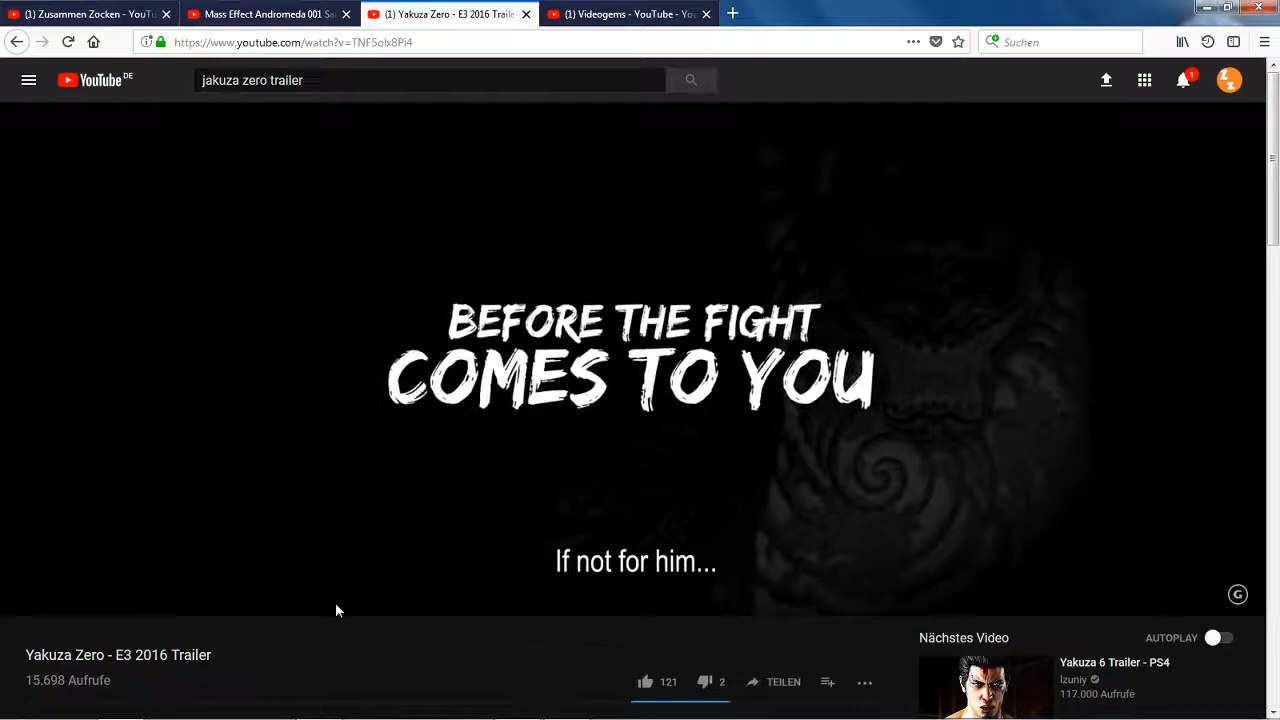 (1) Zusammen Zocken - YouTu
Mass Effect Andromeda 001 Sa
(1) Yakuza Zero - E3 2016 Traile
(1) Videogems - YouTube - Yo
https://www.youtube.com/watch?v=TNFSolx8Pi4
Suchen
YouTube DE
jakuza zero trailer
1
BEFORE THE FIGHT
COMES TO YOU
If not for him...
G
Yakuza Zero - E3 2016 Trailer
15.698 Aufrufe
121
2
TEILEN
Nächstes Video
AUTOPLAY
Yakuza 6 Trailer - PS4
Izuniy
117.000 Aufrufe